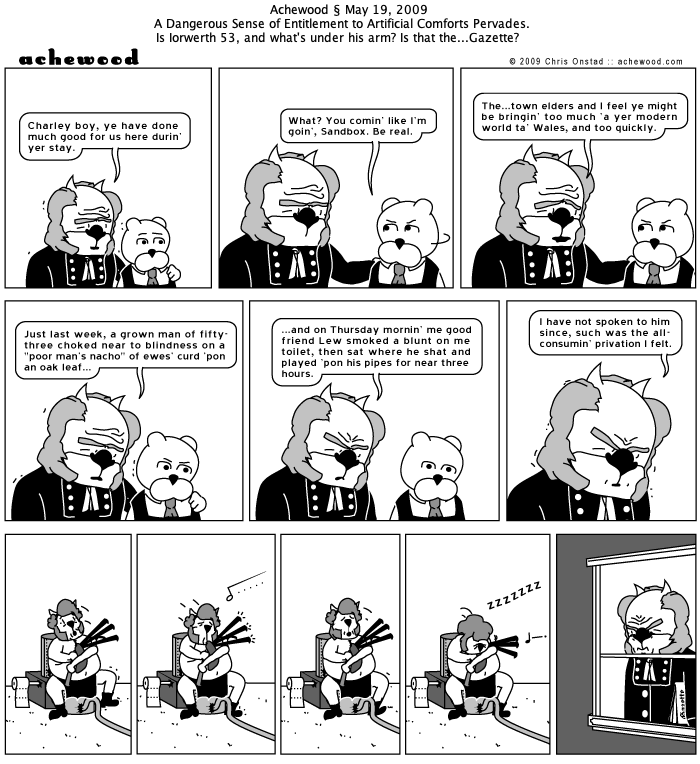 Achewood § May 19, 2009
A Dangerous Sense of Entitlement to Artificial Comforts Pervades.
Is Iorwerth 53, and what's under his arm? Is that the...Gazette?
achewood
© 2009 Chris Onstad :: achewood.com
Charley boy, ye have done
much good for us here durin'
yer stay.
What? You comin' like I'm
goin', Sandbox. Be real.
The...town elders and I feel ye might
be bringin' too much 'a yer modern
world ta' Wales, and too quickly.
Just last week, a grown man of fifty-
three choked near to blindness on a
"poor man's nacho" of ewes' curd 'pon
an oak leaf...
...and on Thursday mornin' me good
friend Lew smoked a blunt on me
toilet, then sat where he shat and
played 'pon his pipes for near three
hours.
I have not spoken to him
since, such was the all-
consumin' privation I felt.
zzzzzzz
Gazette